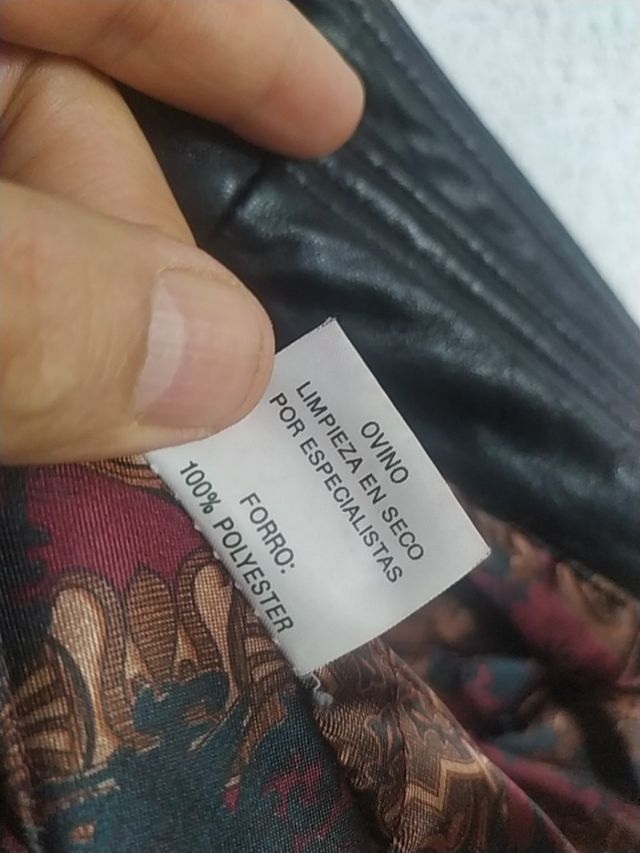 OVINO
LIMPIEZA EN SECO
POR ESPECIALISTAS
FORRO:
100% POLYESTER